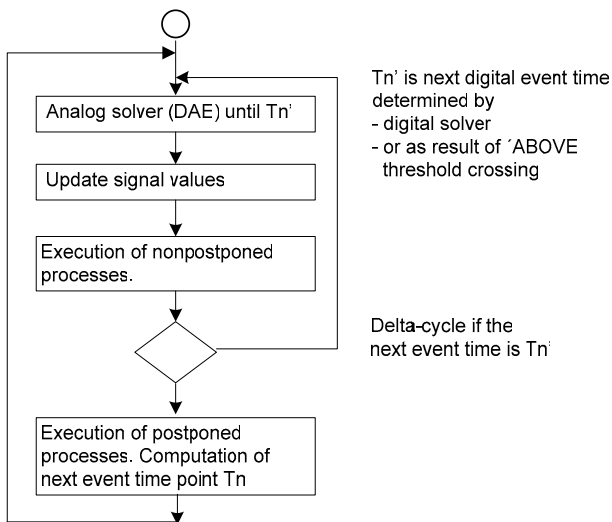 Tn' is next digital event time
determined by
- digital solver
- or as result of ´ABOVE
threshold crossing
Analog solver (DAE) until Tn'
Update signal values
Execution of nonpostponed
processes.
Delta-cycle if the
next event time is Tn'
Execution of postponed
processes. Computation of
next event time point Tn